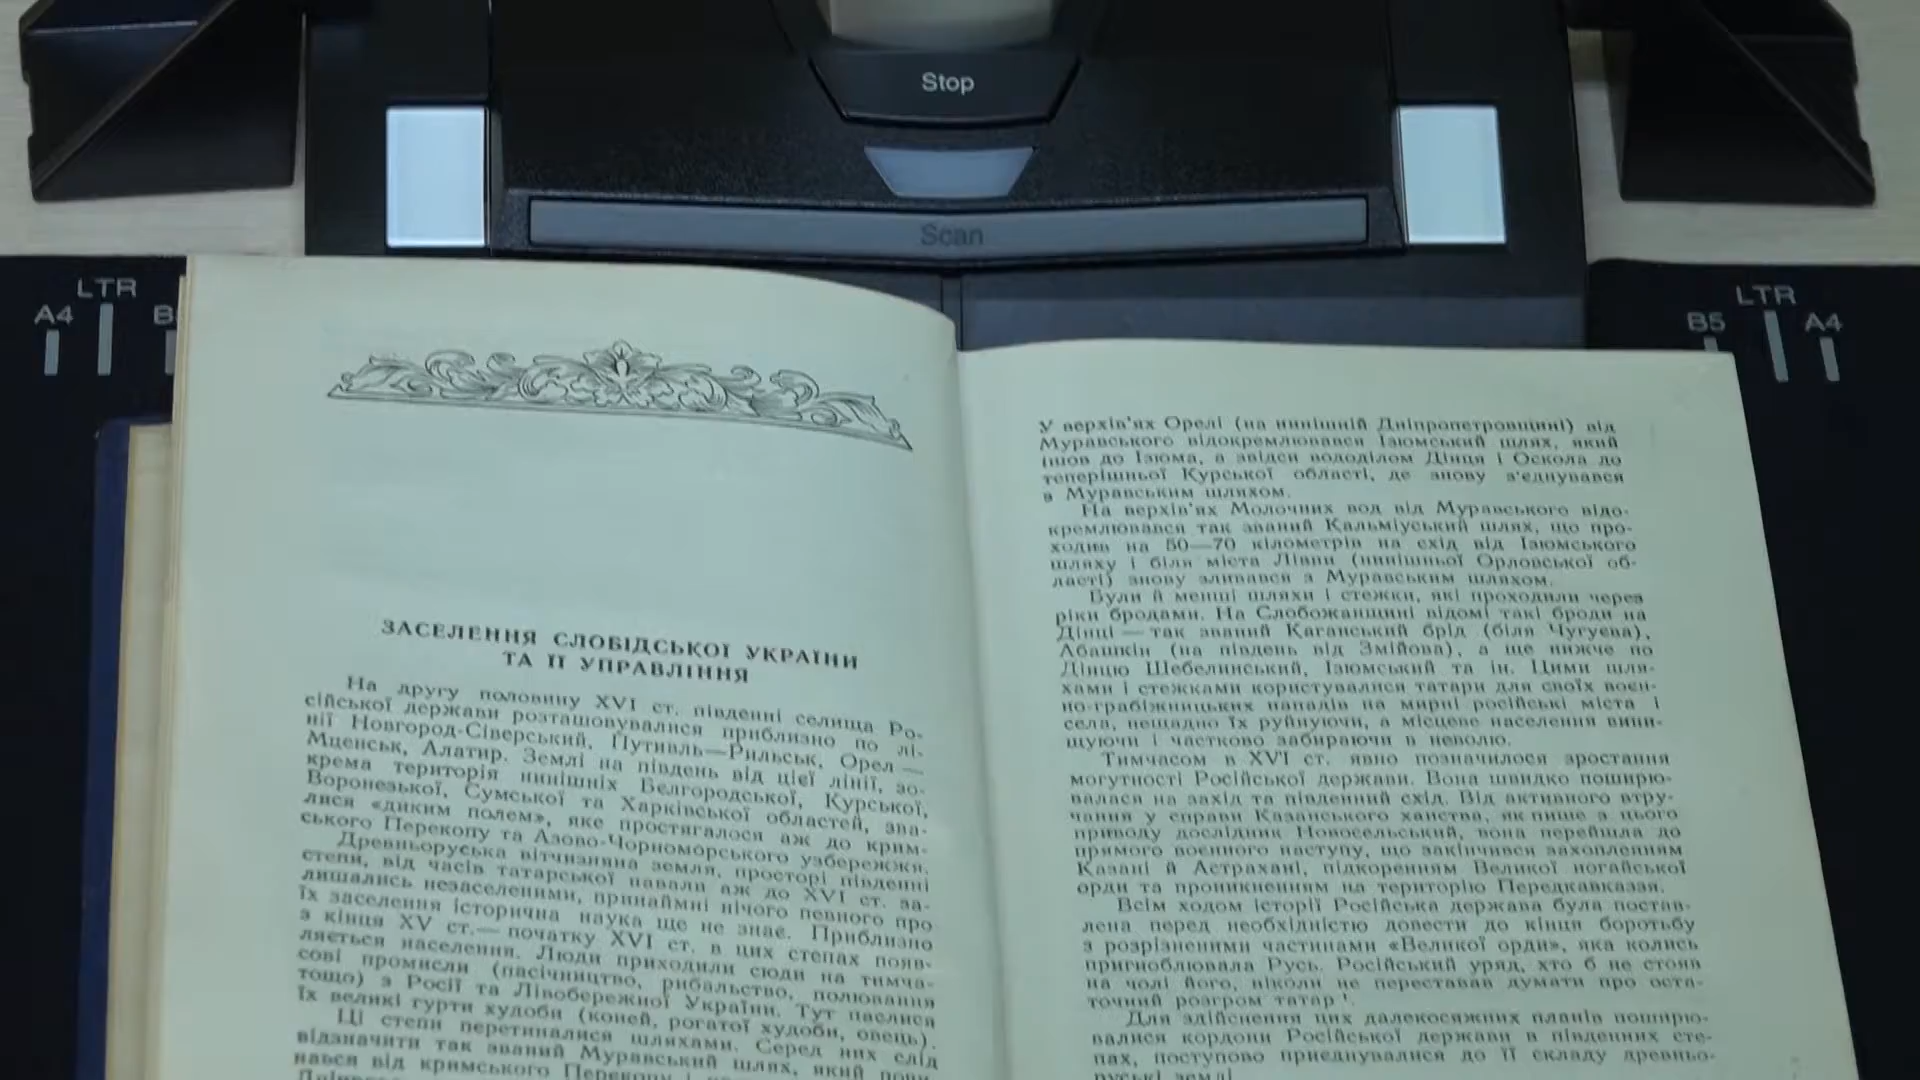 Stop
Scan
LTR
A4
B
LTR
B5
A4
ЗАСЕЛЕННЯ СЛОБІДСЬКОЇ УКРАЇНИ
ТА ЇЇ УПРАВЛІННЯ
На другу половину XVI ст. південні селища Ро-
сійської держави розташовувалися приблизно по лі-
нії Новгород-Сіверський, Путивль—Рильськ, Орел —
Мценськ, Алатир. Землі на південь від цієї лінії, зо-
крема територія нинішніх Белгородської, Курської,
Воронезької, Сумської та Харківської областей, зва-
лися «диким полем», яке простягалося аж до крим-
ського Перекопу та Азово-Чорноморського узбережжя.
Древньоруська вітчизняна земля, просторі південні
степи, від часів татарської навали аж до XVI ст. за-
лишались незаселеними, принаймні нічого певного про
їх заселення історична наука ще не знає. Приблизно
з кінця XV ст.— початку XVI ст. в цих степах появ-
ляється населення. Люди приходили сюди на тимча-
сові промисли (пасічництво, рибальство, полювання
тощо) з Росії та Лівобережної України. Тут паслися
їх великі гурти худоби (коней, рогатої худоби, овець).
Ці степи перетиналися шляхами. Серед них слід
відзначити так званий Муравський шлях, який почи-
нався від кримського Перекопу і
У верхів'ях Орелі (на нинішній Дніпропетровщині) від
Муравського відокремлювався Ізюмський шлях, який
ішов до Ізюма, а звідси вододілом Дінця і Оскола до
теперішньої Курської області, де знову з'єднувався
з Муравським шляхом.
На верхів'ях Молочних вод від Муравського відо-
кремлювався так званий Кальміуський шлях, що про-
ходив на 50—70 кілометрів на схід від Ізюмського
шляху і біля міста Лівни (нинішньої Орловської об-
ласті) знову зливався з Муравським шляхом.
Були й менші шляхи і стежки, які проходили через
ріки бродами. На Слобожанщині відомі такі броди на
Дінці — так званий Каганський брід (біля Чугуєва),
Абашкін (на південь від Змійова), а ще нижче по
Дінцю Шебелинський, Ізюмський та ін. Цими шля-
хами і стежками користувалися татари для своїх воєн-
но-грабіжницьких нападів на мирні російські міста і
села, нещадно їх руйнуючи, а місцеве населення вини-
щуючи і частково забираючи в неволю.
Тимчасом в XVI ст. явно позначилося зростання
могутності Російської держави. Вона швидко поширю-
валася на захід та південний схід. Від активного втру-
чання у справи Казанського ханства, як пише з цього
приводу дослідник Новосельський, вона перейшла до
прямого воєнного наступу, що закінчився захопленням
Казані й Астрахані, підкоренням Великої ногайської
орди та проникненням на територію Передкавказзя.
Всім ходом історії Російська держава була постав-
лена перед необхідністю довести до кінця боротьбу
з розрізненими частинами «Великої орди», яка колись
пригноблювала Русь. Російський уряд, хто б не стояв
на чолі його, ніколи не переставав думати про оста-
точний розгром татар ¹.
Для здійснення цих далекосяжних планів поширю-
валися кордони Російської держави в південних сте-
пах, поступово приєднувалися до її складу древньо-
руські землі